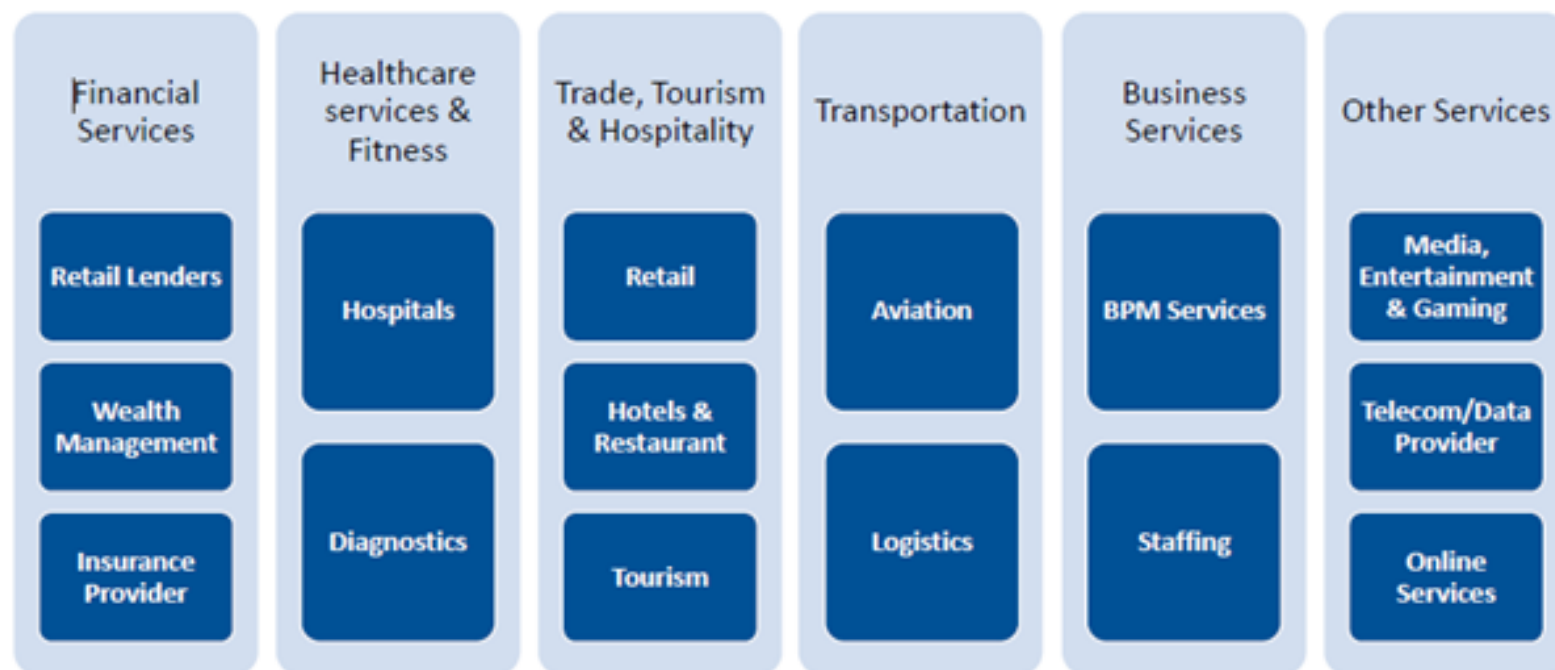 Financial
Services
Retail Lenders
Wealth
Management
Insurance
Provider
Healthcare
services &
Fitness
Hospitals
Diagnostics
Trade, Tourism
& Hospitality
Retail
Hotels &
Restaurant
Tourism
Transportation
Aviation
Logistics
Business
Services
BPM Services
Staffing
Other Services
Media,
Entertainment
& Gaming
Telecom/Data
Provider
Online
Services